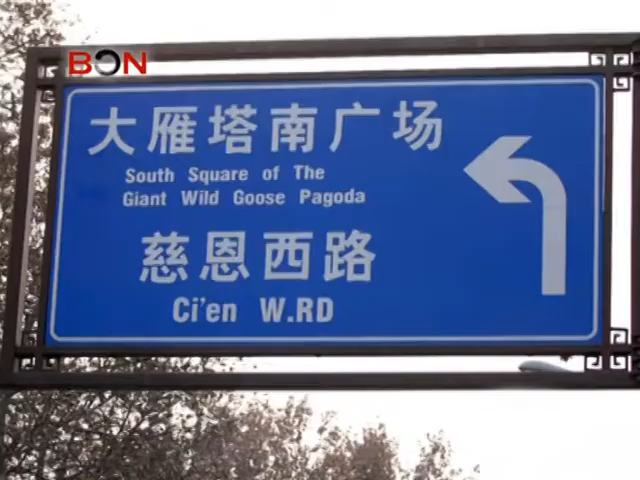 BON
大雁塔南广场
South Square of The
Giant Wild Goose Pagoda
慈恩西路
Ci'en W.RD